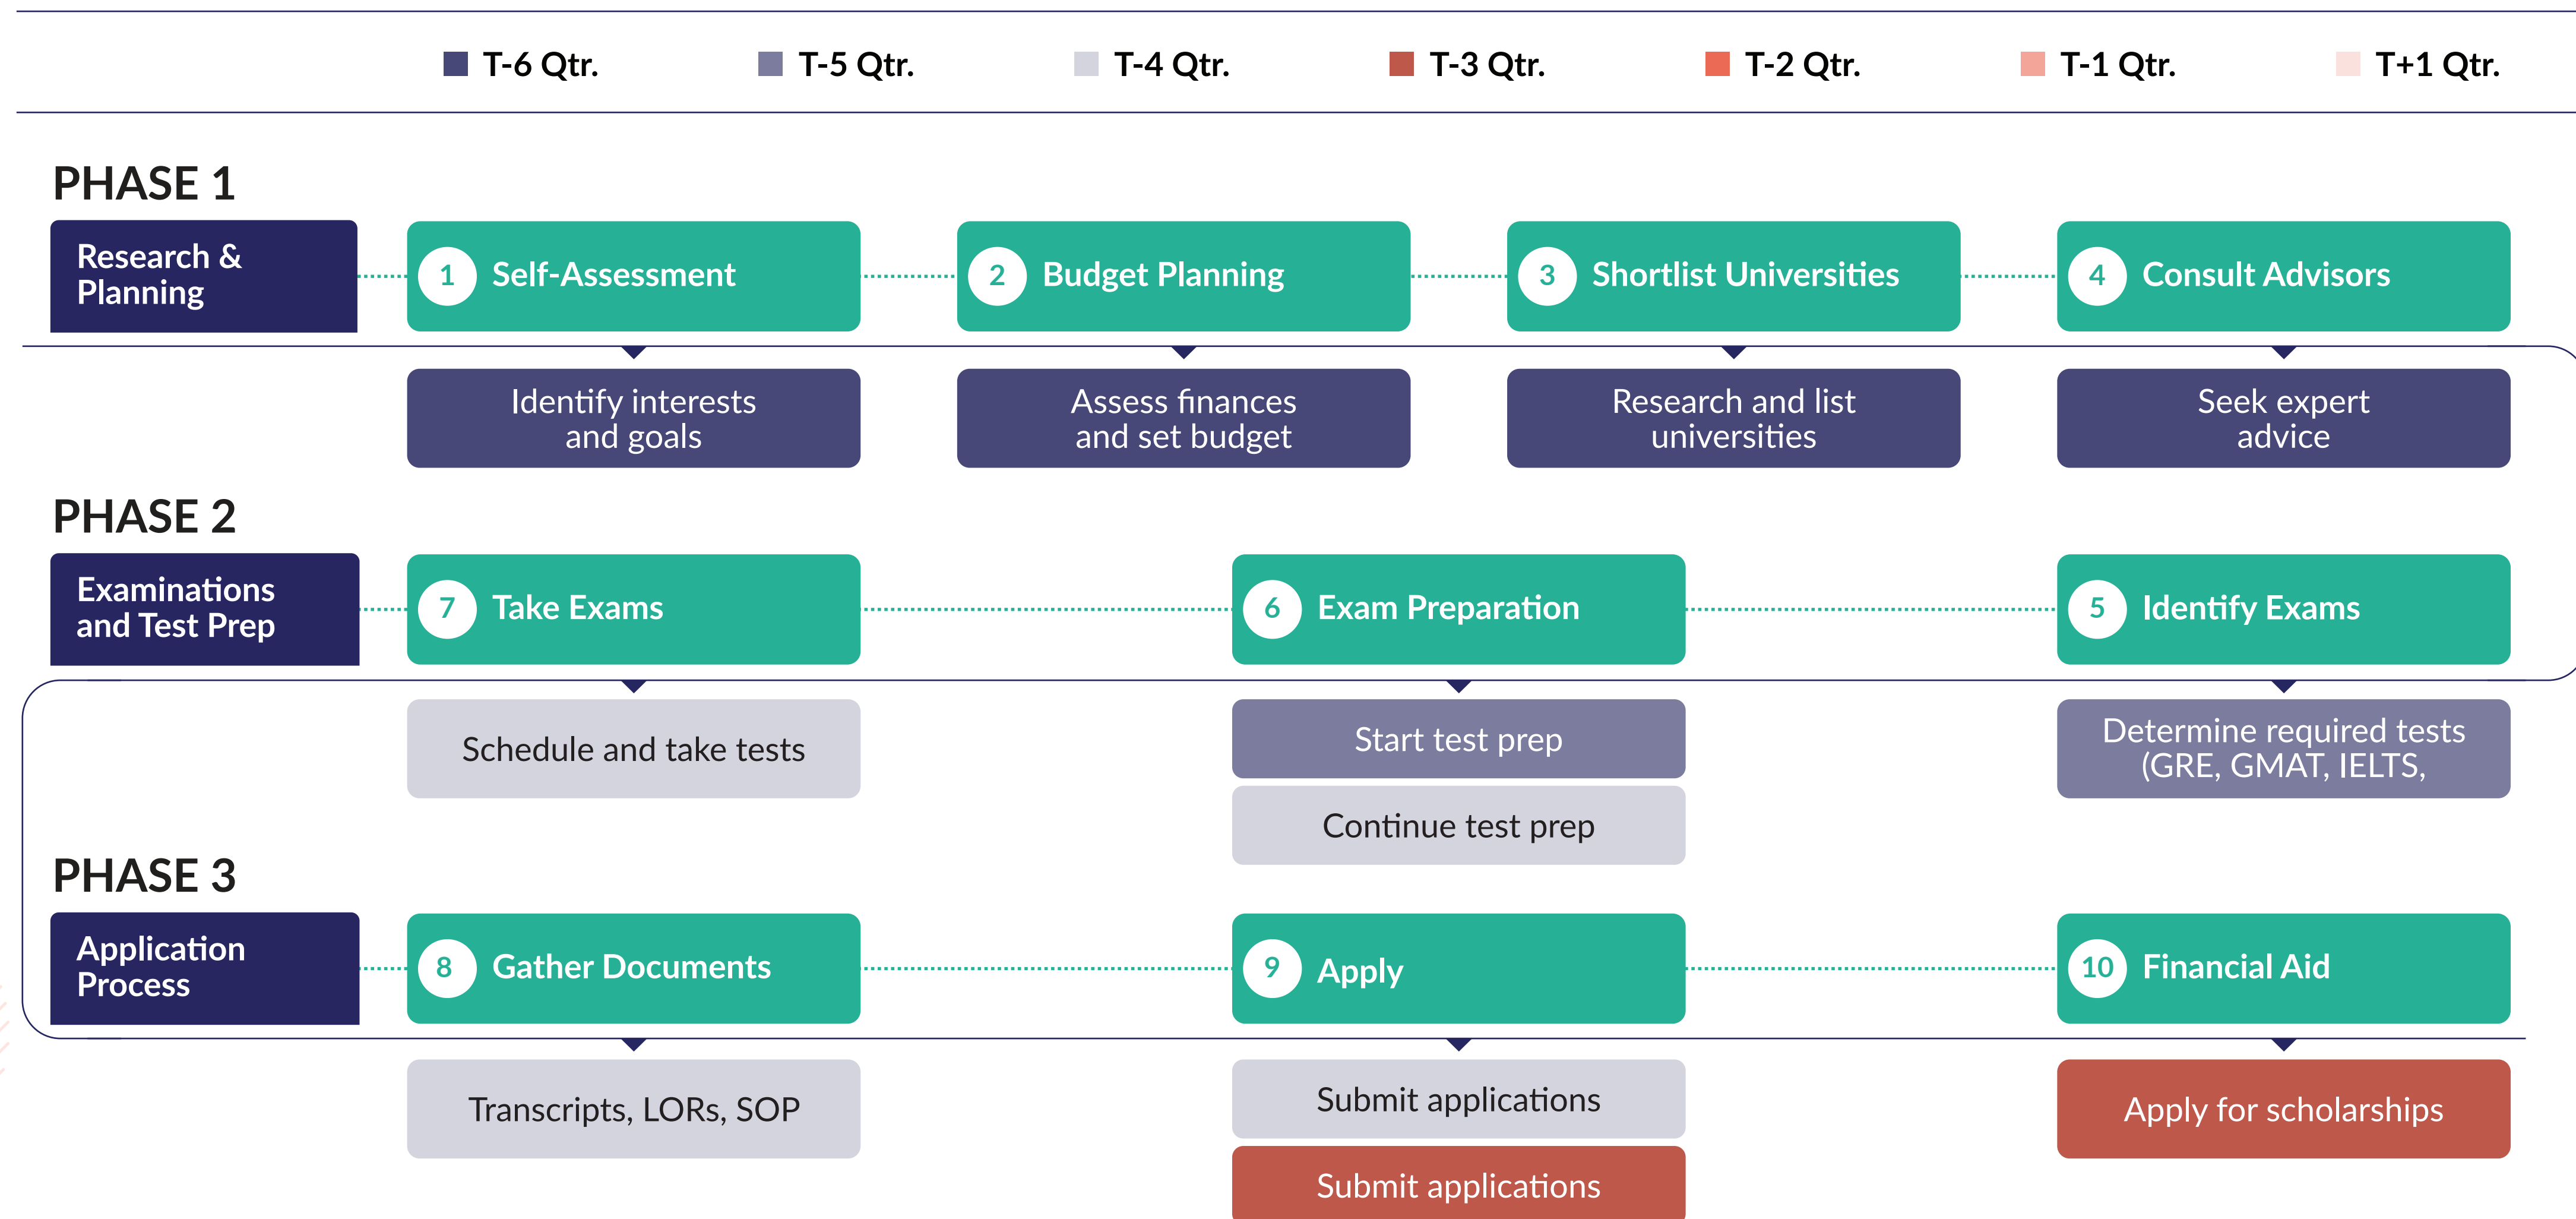 T-6 Qtr.
T-5 Qtr.
T-4 Qtr.
T-3 Qtr.
T-2 Qtr.
T-1 Qtr.
T+1 Qtr.
PHASE 1
Research &
Planning
1 Self-Assessment
2 Budget Planning
3 Shortlist Universities
4 Consult Advisors
Identify interests
and goals
Assess finances
and set budget
Research and list
universities
Seek expert
advice
PHASE 2
Examinations
and Test Prep
7 Take Exams
6 Exam Preparation
5 Identify Exams
Schedule and take tests
Start test prep
Continue test prep
Determine required tests
(GRE, GMAT, IELTS,
PHASE 3
Application
Process
8 Gather Documents
9 Apply
10 Financial Aid
Transcripts, LORs, SOP
Submit applications
Submit applications
Apply for scholarships